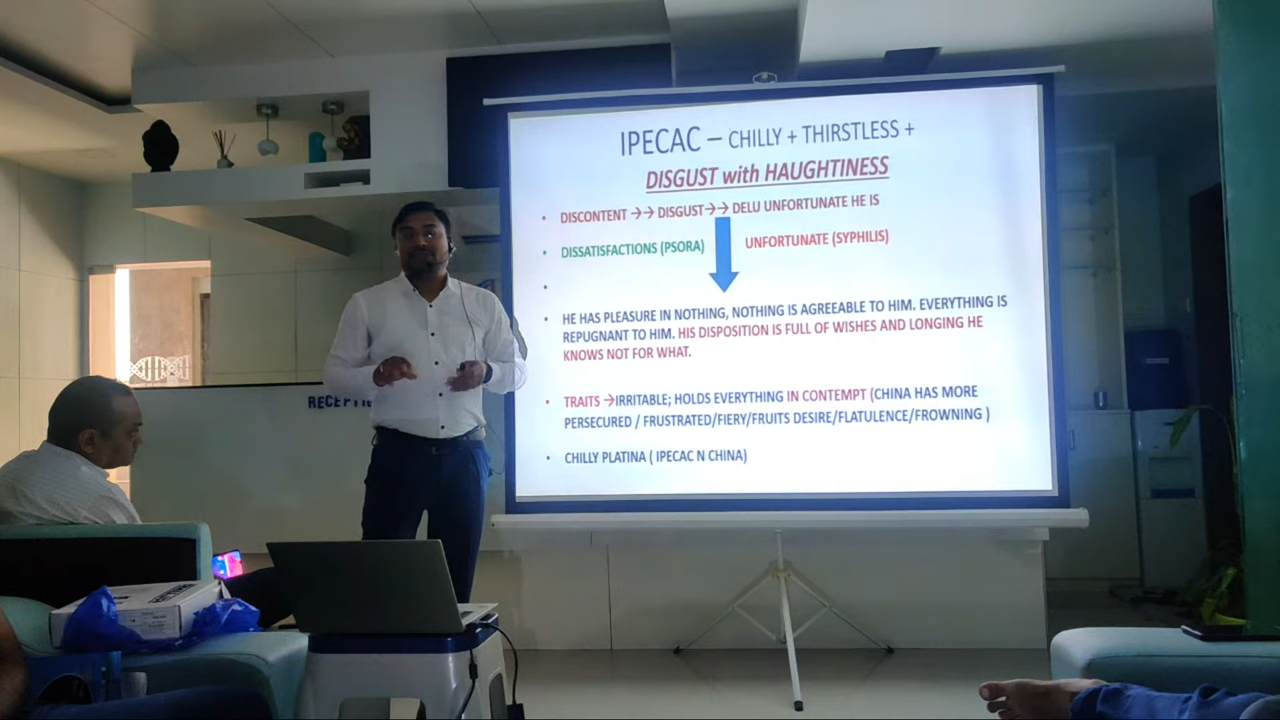 IPECAC – CHILLY + THIRSTLESS +
DISGUST with HAUGHTINESS
• DISCONTENT →→ DISGUST→→ DELU UNFORTUNATE HE IS
• DISSATISFACTIONS (PSORA) UNFORTUNATE (SYPHILIS)
•
• HE HAS PLEASURE IN NOTHING, NOTHING IS AGREEABLE TO HIM. EVERYTHING IS
REPUGNANT TO HIM. HIS DISPOSITION IS FULL OF WISHES AND LONGING HE
KNOWS NOT FOR WHAT.
• TRAITS →IRRITABLE; HOLDS EVERYTHING IN CONTEMPT (CHINA HAS MORE
PERSECURED / FRUSTRATED/FIERY/FRUITS DESIRE/FLATULENCE/FROWNING )
• CHILLY PLATINA ( IPECAC N CHINA)
RECEPTI